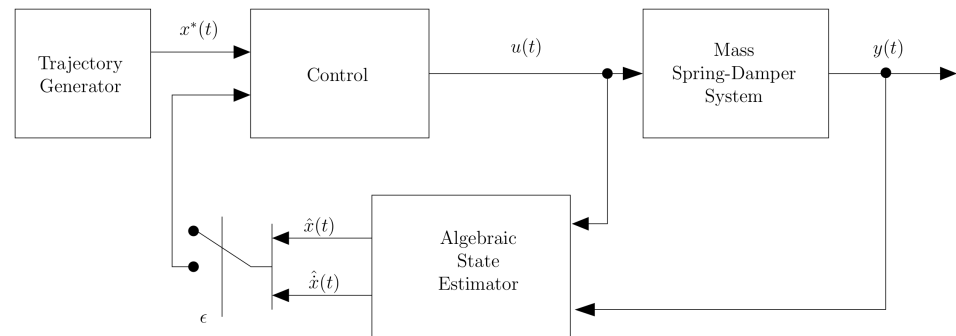 x*(t)
u(t)
y(t)
Trajectory
Generator
Control
Mass
Spring-Damper
System
x̂(t)
ẋ̂(t)
Algebraic
State
Estimator
ϵ